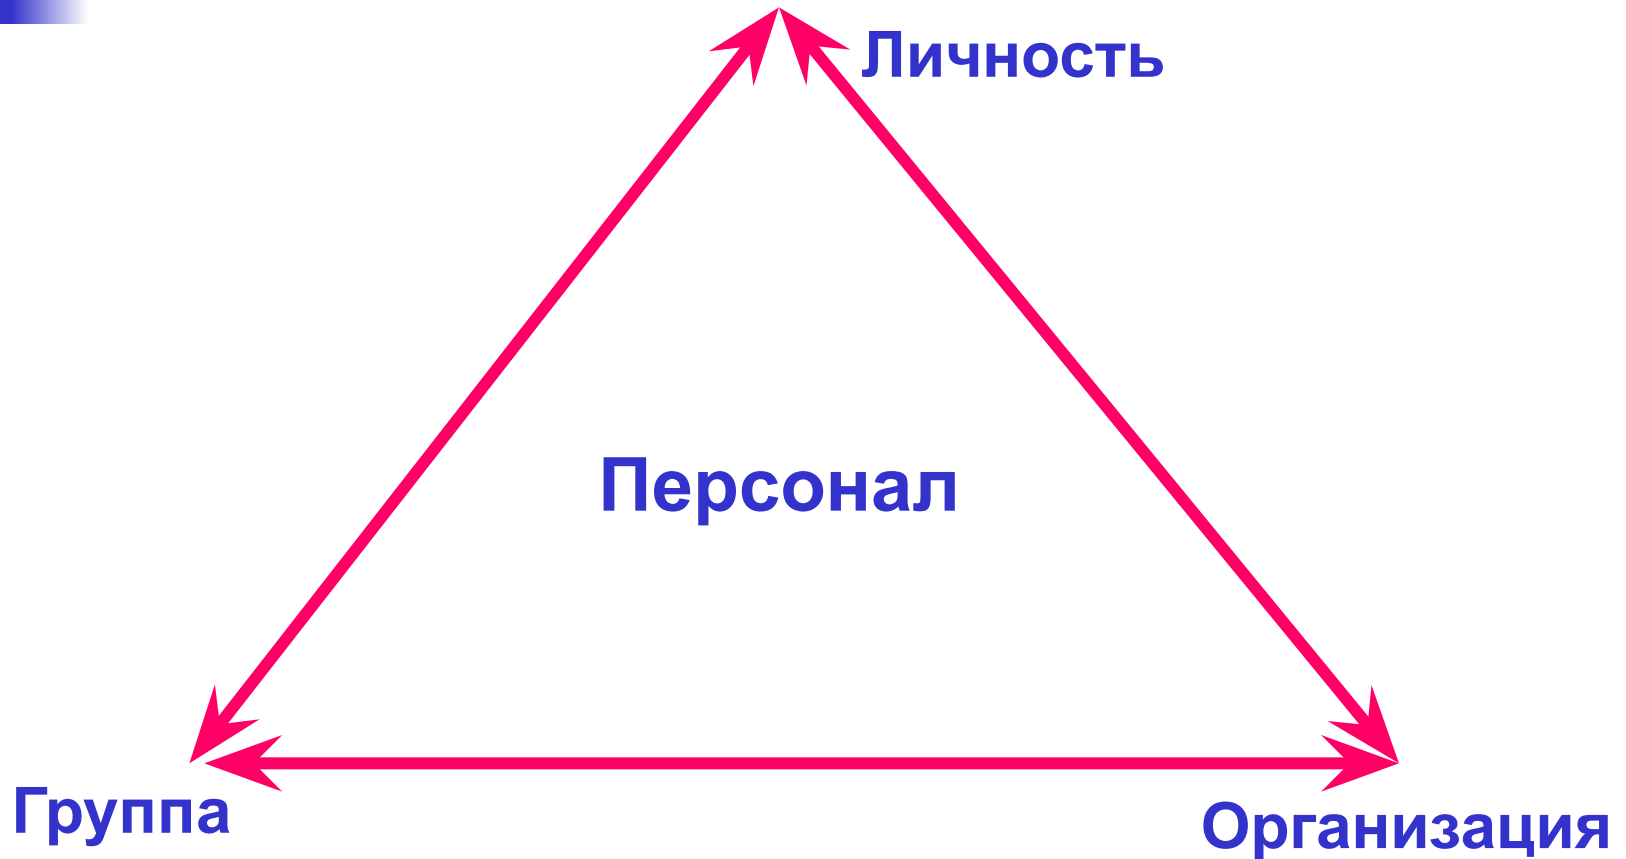 Личность
Персонал
Группа
Организация